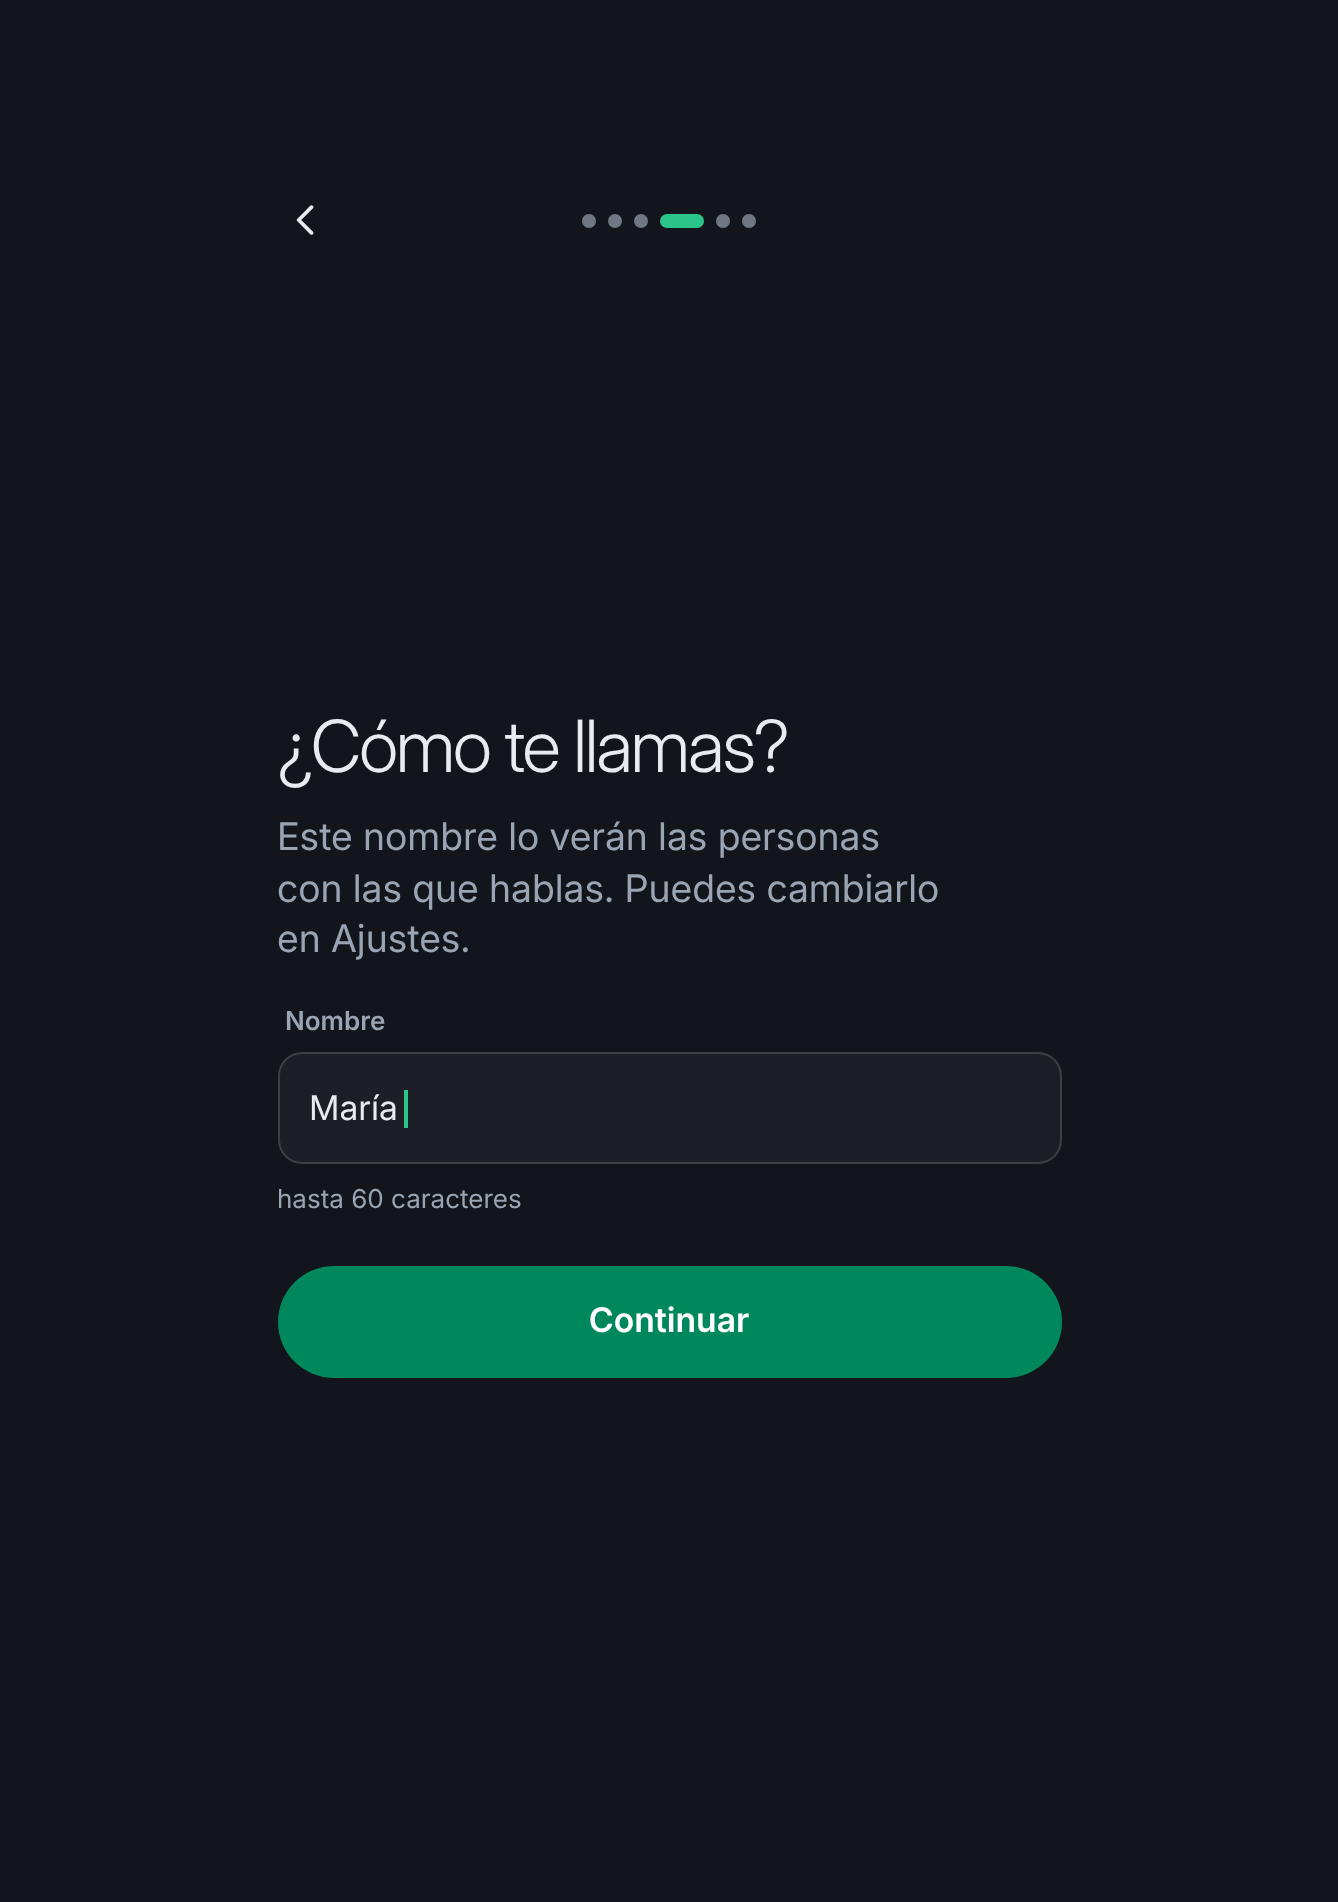 ¿Cómo te llamas?
Este nombre lo verán las personas
con las que hablas. Puedes cambiarlo
en Ajustes.
Nombre
María
hasta 60 caracteres
Continuar